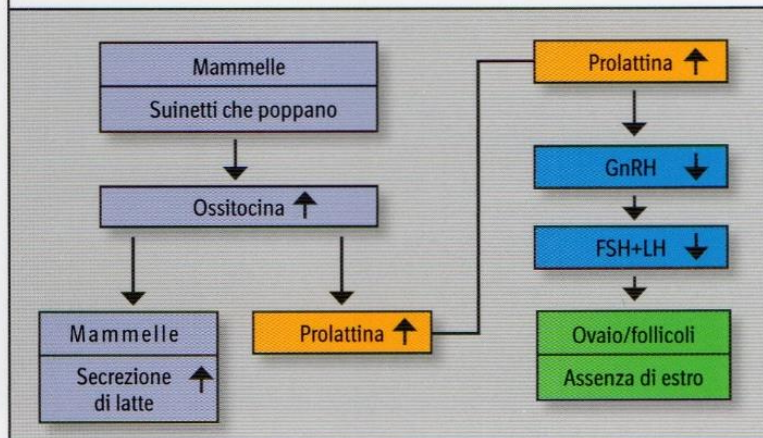 Mammelle
Suinetti che poppano
Ossitocina ↑
Mammelle
Secrezione ↑
di latte
Prolattina ↑
Prolattina ↑
GnRH ↓
FSH+LH ↓
Ovaio/follicoli
Assenza di estro